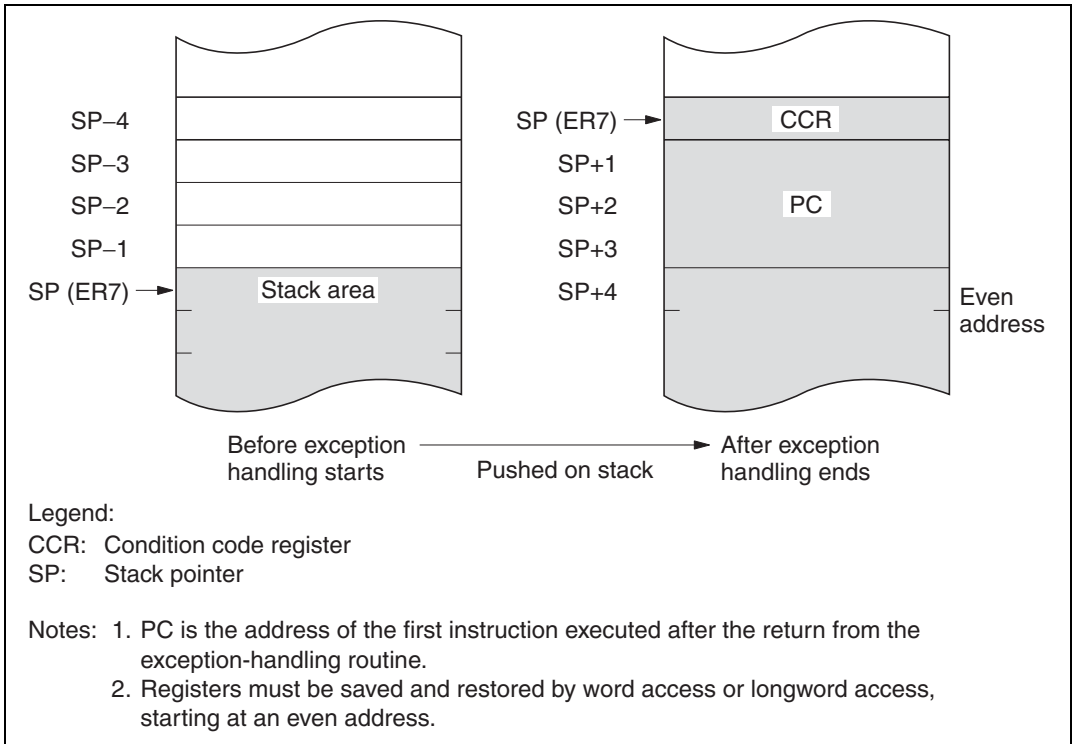 SP–4
SP–3
SP–2
SP–1
SP (ER7)
Stack area
SP (ER7)
CCR
SP+1
SP+2
PC
SP+3
SP+4
Even
address
Before exception
handling starts
Pushed on stack
After exception
handling ends
Legend:
CCR: Condition code register
SP: Stack pointer
Notes: 1. PC is the address of the first instruction executed after the return from the
exception-handling routine.
2. Registers must be saved and restored by word access or longword access,
starting at an even address.